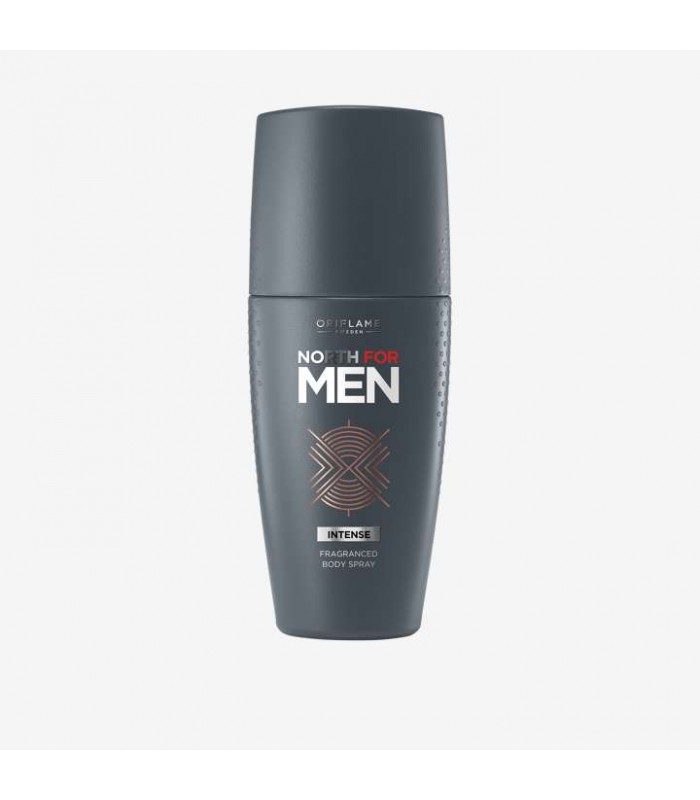 ORIFLAME
SWEDEN
NORTH FOR
MEN
INTENSE
FRAGRANCED
BODY SPRAY